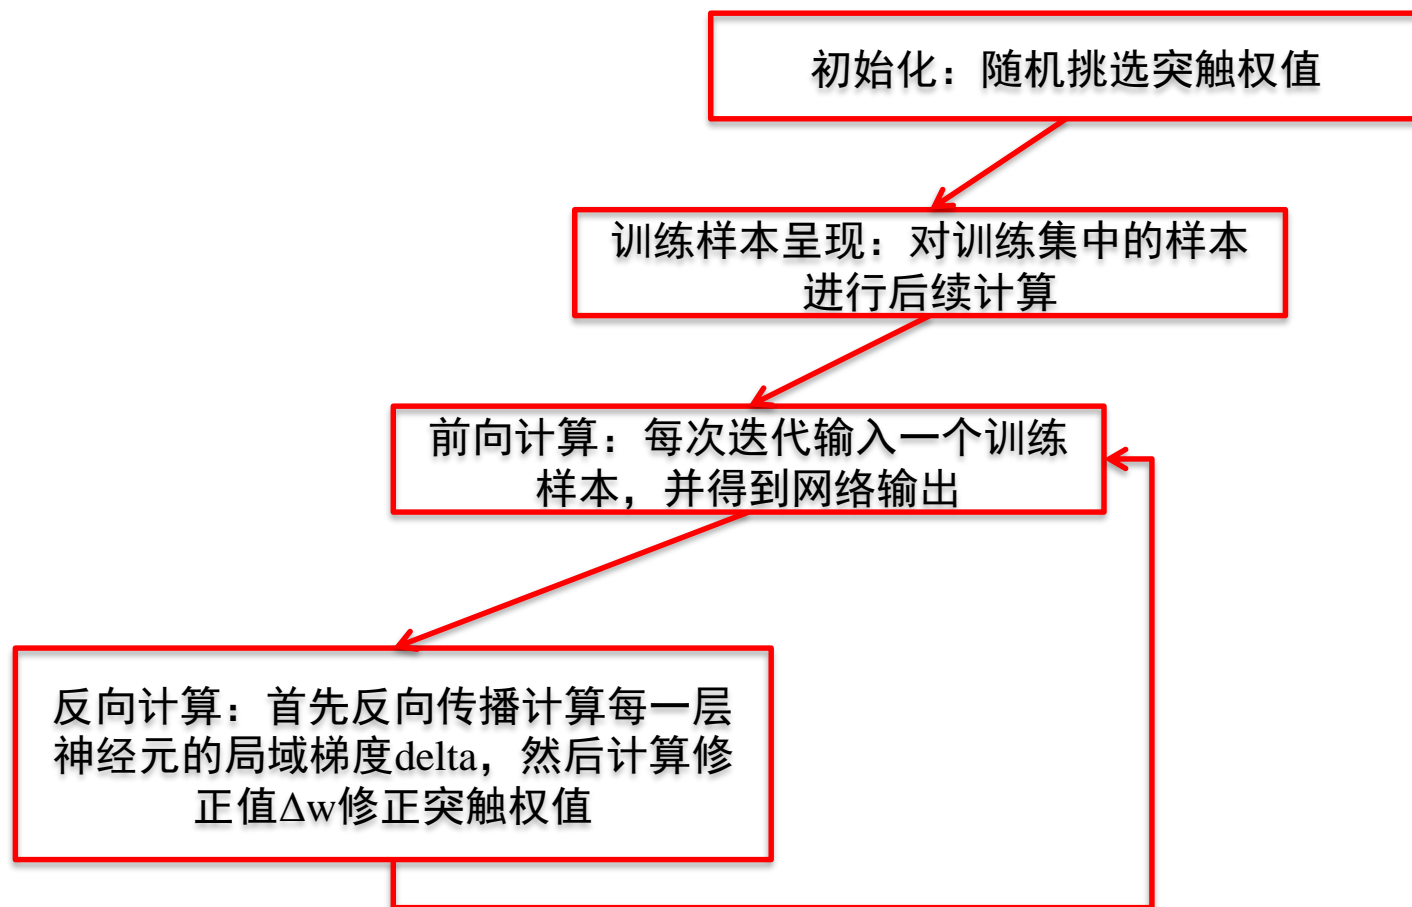 初始化：随机挑选突触权值
训练样本呈现：对训练集中的样本
进行后续计算
前向计算：每次迭代输入一个训练
样本，并得到网络输出
反向计算：首先反向传播计算每一层
神经元的局域梯度delta，然后计算修
正值Δw修正突触权值